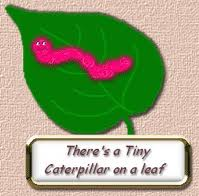 There's a Tiny
Caterpillar on a leaf